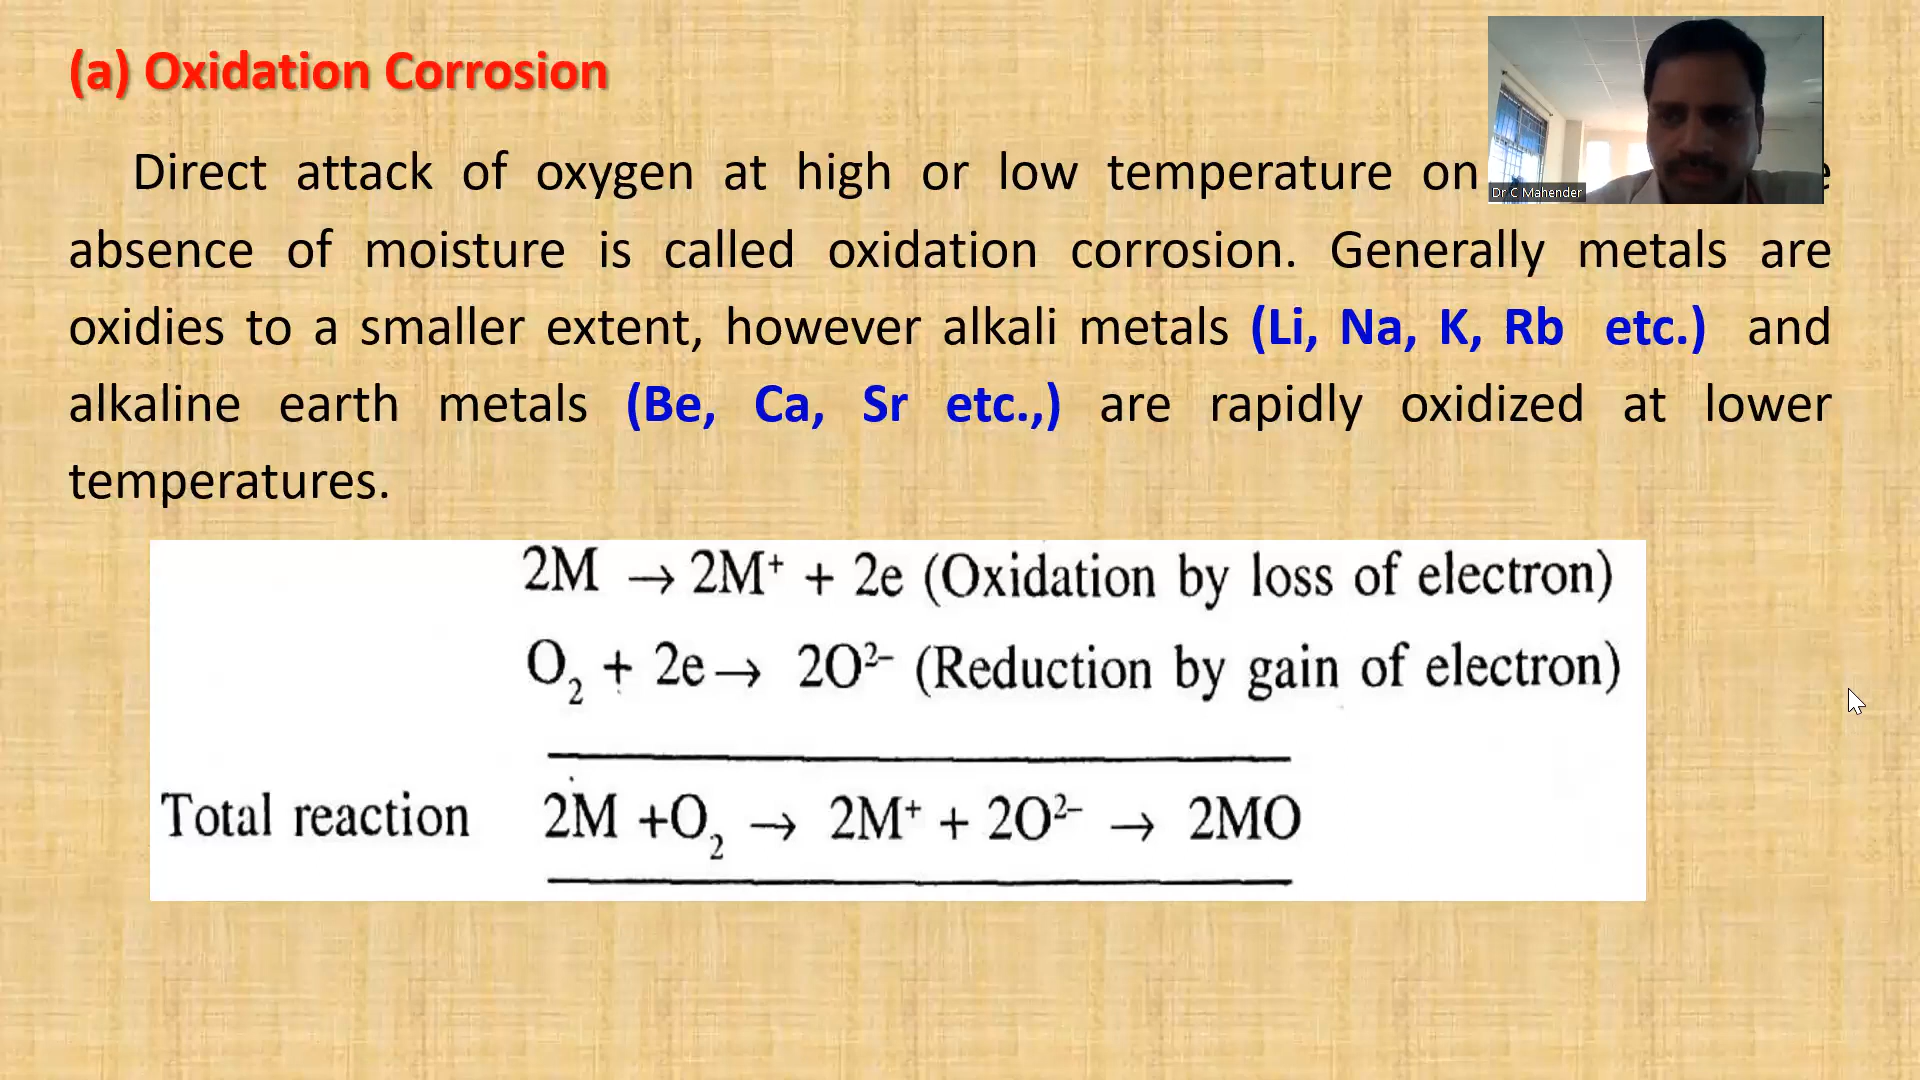 (a) Oxidation Corrosion
Direct attack of oxygen at high or low temperature on
Dr C Mahender
absence of moisture is called oxidation corrosion. Generally metals are
oxidies to a smaller extent, however alkali metals (Li, Na, K, Rb etc.) and
alkaline earth metals (Be, Ca, Sr etc.,) are rapidly oxidized at lower
temperatures.
2M → 2M⁺ + 2e (Oxidation by loss of electron)
O₂ + 2e → 2O²⁻ (Reduction by gain of electron)
Total reaction 2M +O₂ → 2M⁺ + 2O²⁻ → 2MO